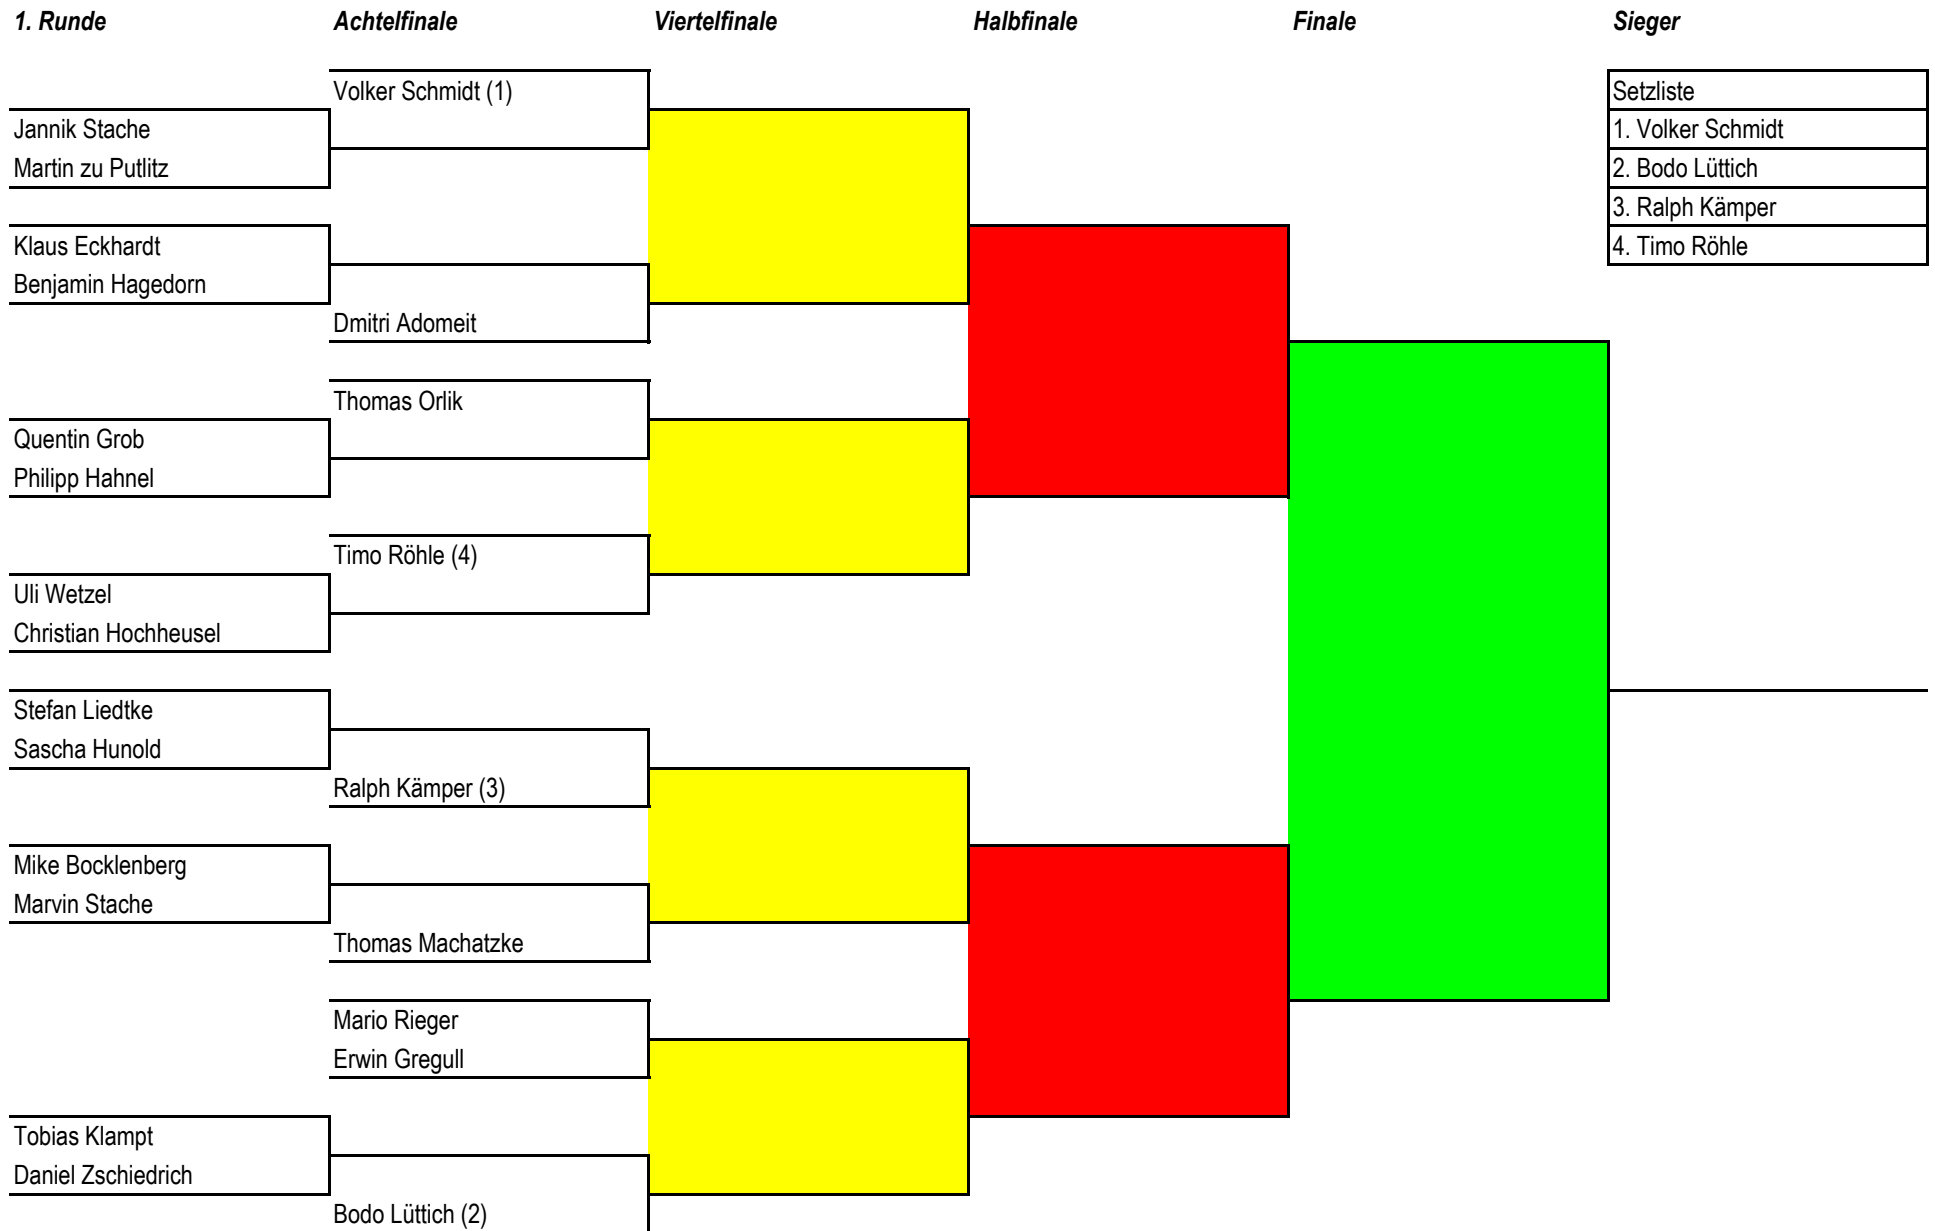 1. Runde
Achtelfinale
Viertelfinale
Halbfinale
Finale
Sieger
Jannik Stache
Martin zu Putlitz
Klaus Eckhardt
Benjamin Hagedorn
Quentin Grob
Philipp Hahnel
Uli Wetzel
Christian Hochheusel
Stefan Liedtke
Sascha Hunold
Mike Bocklenberg
Marvin Stache
Tobias Klampt
Daniel Zschiedrich
Volker Schmidt (1)
Dmitri Adomeit
Thomas Orlik
Timo Röhle (4)
Ralph Kämper (3)
Thomas Machatzke
Mario Rieger
Erwin Gregull
Bodo Lüttich (2)
Setzliste
1. Volker Schmidt
2. Bodo Lüttich
3. Ralph Kämper
4. Timo Röhle